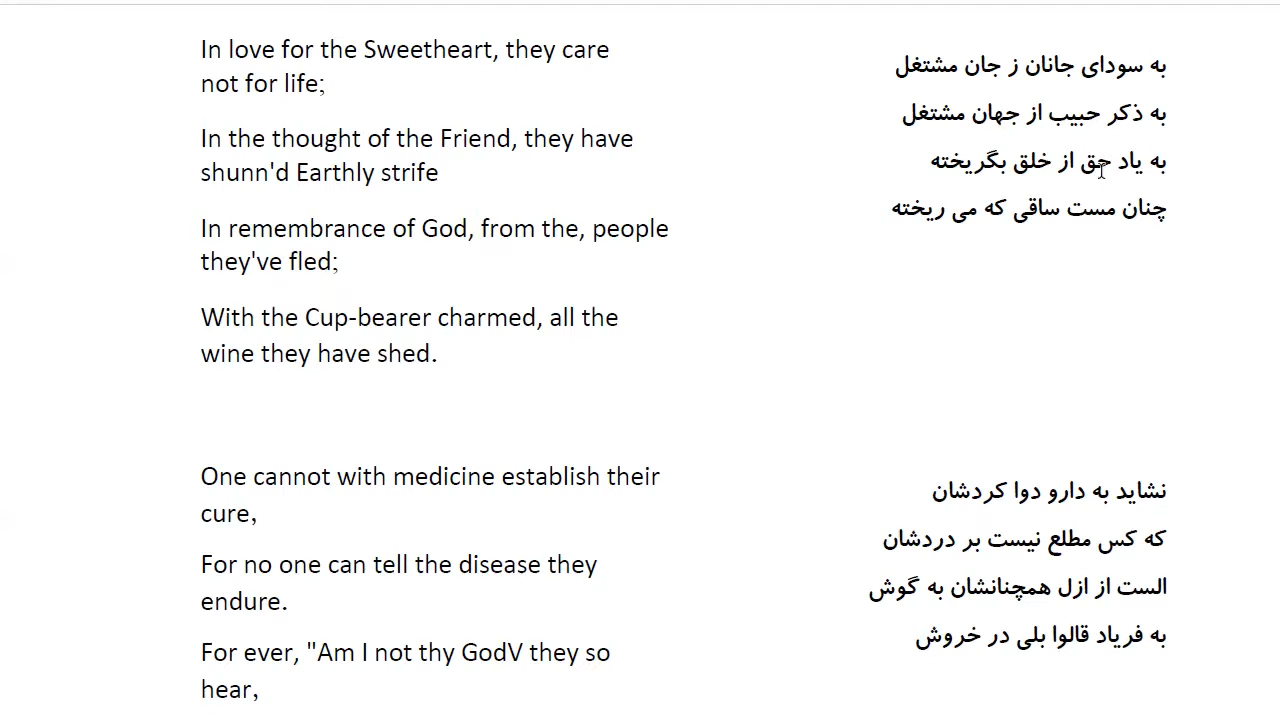 In love for the Sweetheart, they care
not for life;
In the thought of the Friend, they have
shunn'd Earthly strife
In remembrance of God, from the, people
they've fled;
With the Cup-bearer charmed, all the
wine they have shed.
به سودای جانان ز جان مشتغل
به ذکر حبیب از جهان مشتغل
به یاد حق از خلق بگریخته
چنان مست ساقی که می ریخته
One cannot with medicine establish their
cure,
For no one can tell the disease they
endure.
For ever, "Am I not thy GodV they so
hear,
نشاید به دارو دوا کردشان
که کس مطلع نیست بر دردشان
الست از ازل همچنانشان به گوش
به فریاد قالوا بلی در خروش